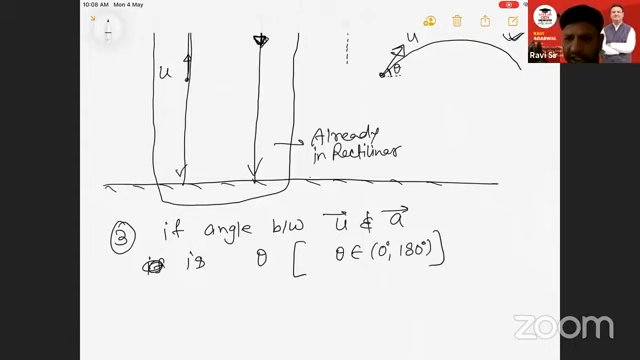 10:08 AM Mon 4 May
RAVI
AGARWAL
Ravi Sir
u
u
θ
Already
in Rectiliner
③ if angle b/w u & a
is θ [ θ ∈ (0°, 180°) ]
zoom